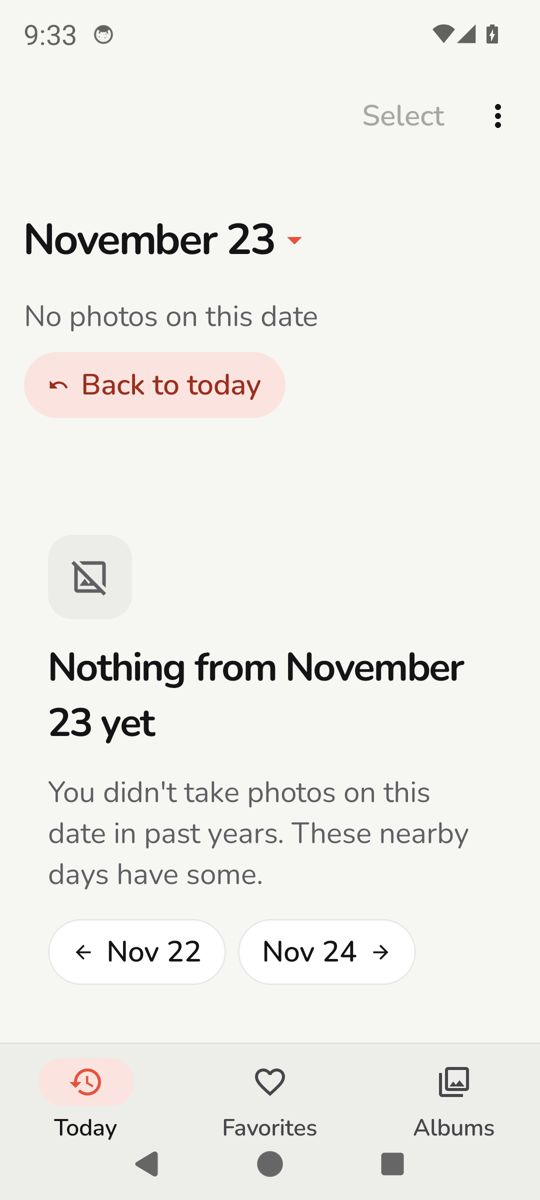 9:33
Select
November 23
No photos on this date
Back to today
Nothing from November
23 yet
You didn't take photos on this
date in past years. These nearby
days have some.
← Nov 22
Nov 24 →
Today
Favorites
Albums